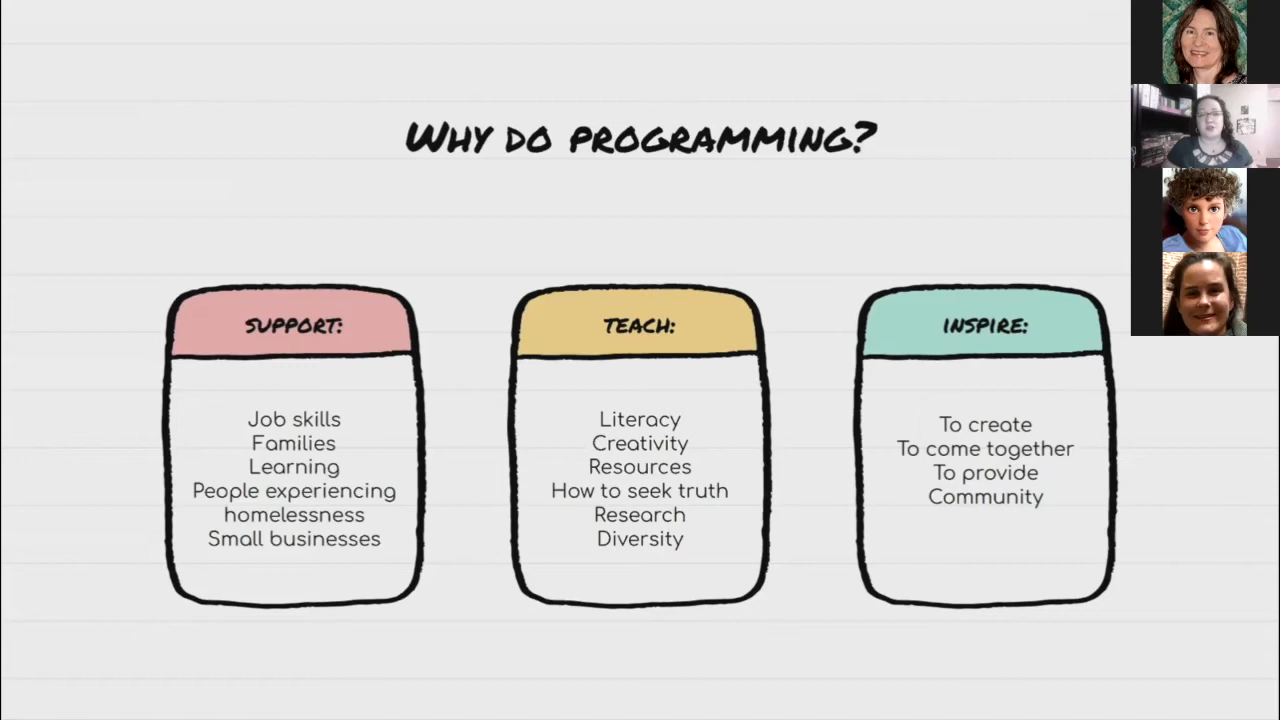 Why do programming?
Support:
Job skills
Families
Learning
People experiencing
homelessness
Small businesses
Teach:
Literacy
Creativity
Resources
How to seek truth
Research
Diversity
Inspire:
To create
To come together
To provide
Community